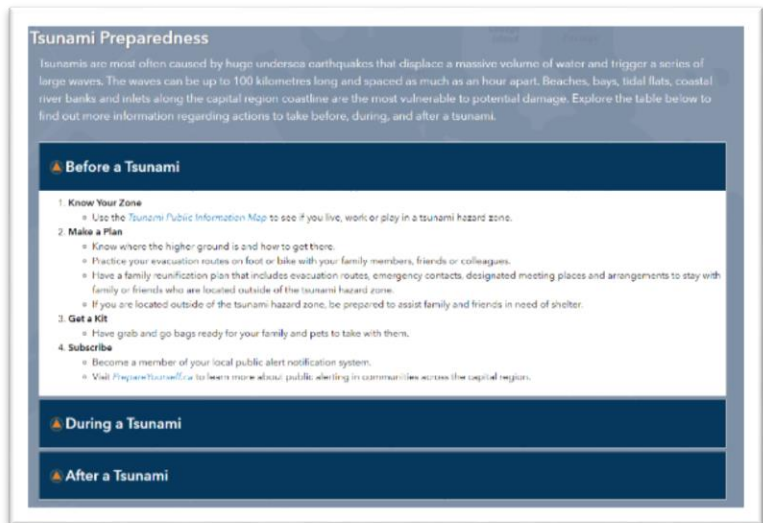 Tsunami Preparedness
Tsunamis are most often caused by huge undersea earthquakes that displace a massive volume of water and trigger a series of
large waves. The waves can be up to 100 kilometres long and spaced as much as an hour apart. Beaches, bays, tidal flats, coastal
river banks and inlets along the capital region coastline are the most vulnerable to potential damage. Explore the table below to
find out more information regarding actions to take before, during, and after a tsunami.
Before a Tsunami
1. Know Your Zone
Use the Tsunami Public Information Map to see if you live, work or play in a tsunami hazard zone.
2. Make a Plan
Know where the higher ground is and how to get there.
Practice your evacuation routes on foot or bike with your family members, friends or colleagues.
Have a family reunification plan that includes evacuation routes, emergency contacts, designated meeting places and arrangements to stay with
family or friends who are located outside of the tsunami hazard zone.
If you are located outside of the tsunami hazard zone, be prepared to assist family and friends in need of shelter.
3. Get a Kit
Have grab and go bags ready for your family and pets to take with them.
4. Subscribe
Become a member of your local public alert notification system.
Visit PrepareYourself.ca to learn more about public alerting in communities across the capital region.
During a Tsunami
After a Tsunami